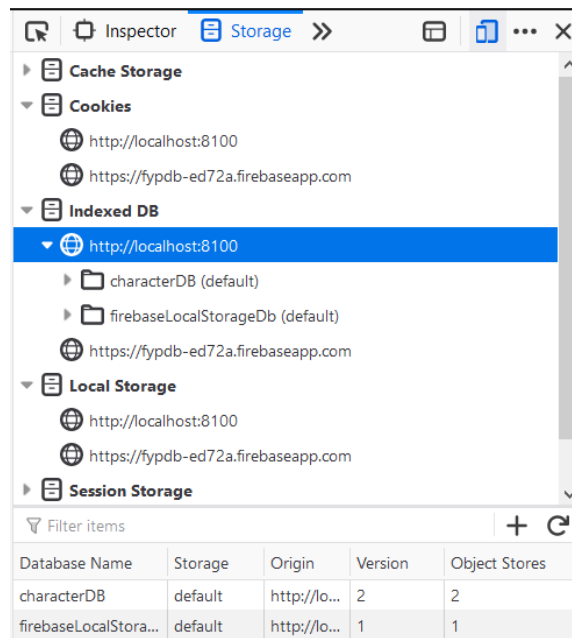 Inspector Storage
Cache Storage
Cookies
http://localhost:8100
https://fypdb-ed72a.firebaseapp.com
Indexed DB
http://localhost:8100
characterDB (default)
firebaseLocalStorageDb (default)
https://fypdb-ed72a.firebaseapp.com
Local Storage
http://localhost:8100
https://fypdb-ed72a.firebaseapp.com
Session Storage
Filter items
Database Name Storage Origin Version Object Stores
characterDB default http://lo... 2 2
firebaseLocalStora... default http://lo... 1 1